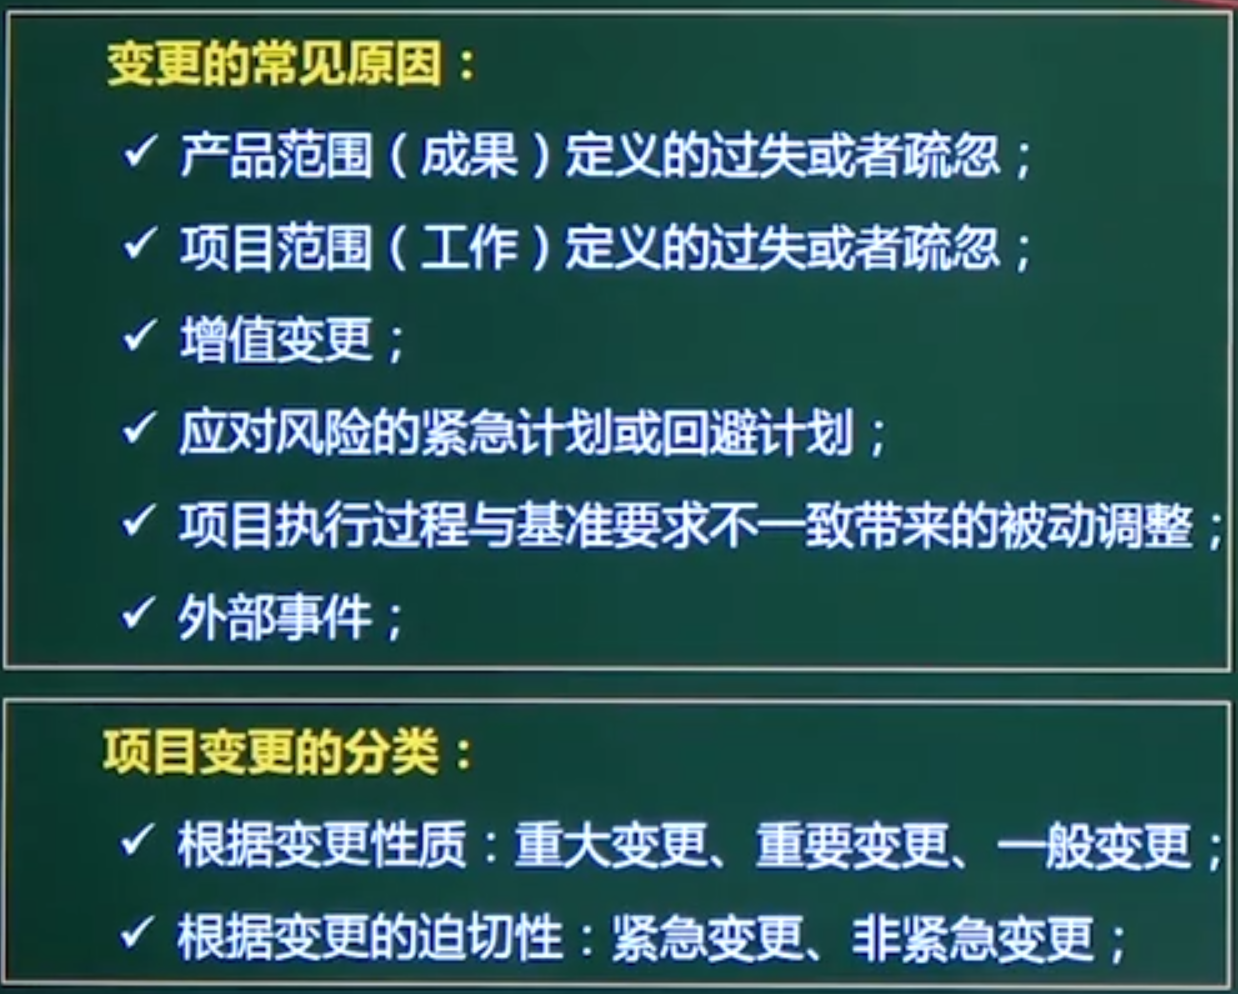 变更的常见原因：
✓ 产品范围（成果）定义的过失或者疏忽；
✓ 项目范围（工作）定义的过失或者疏忽；
✓ 增值变更；
✓ 应对风险的紧急计划或回避计划；
✓ 项目执行过程与基准要求不一致带来的被动调整；
✓ 外部事件；
项目变更的分类：
✓ 根据变更性质：重大变更、重要变更、一般变更；
✓ 根据变更的迫切性：紧急变更、非紧急变更；